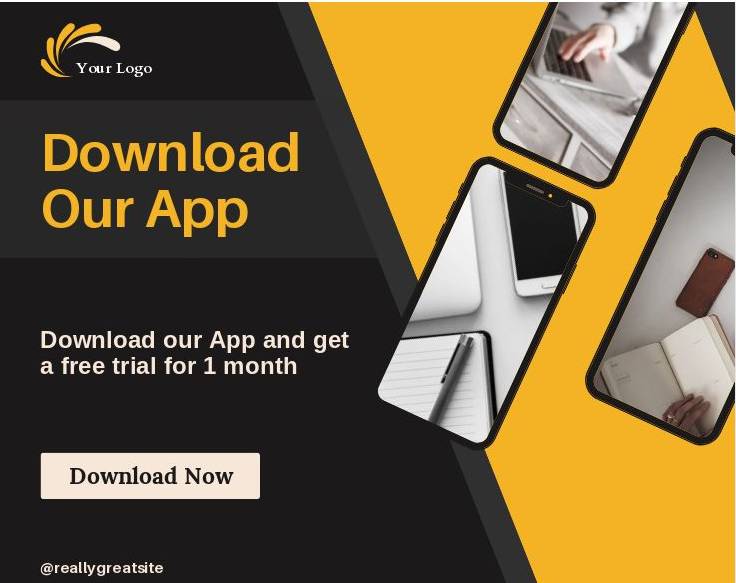 Your Logo
Download
Our App
Download our App and get
a free trial for 1 month
Download Now
@reallygreatsite